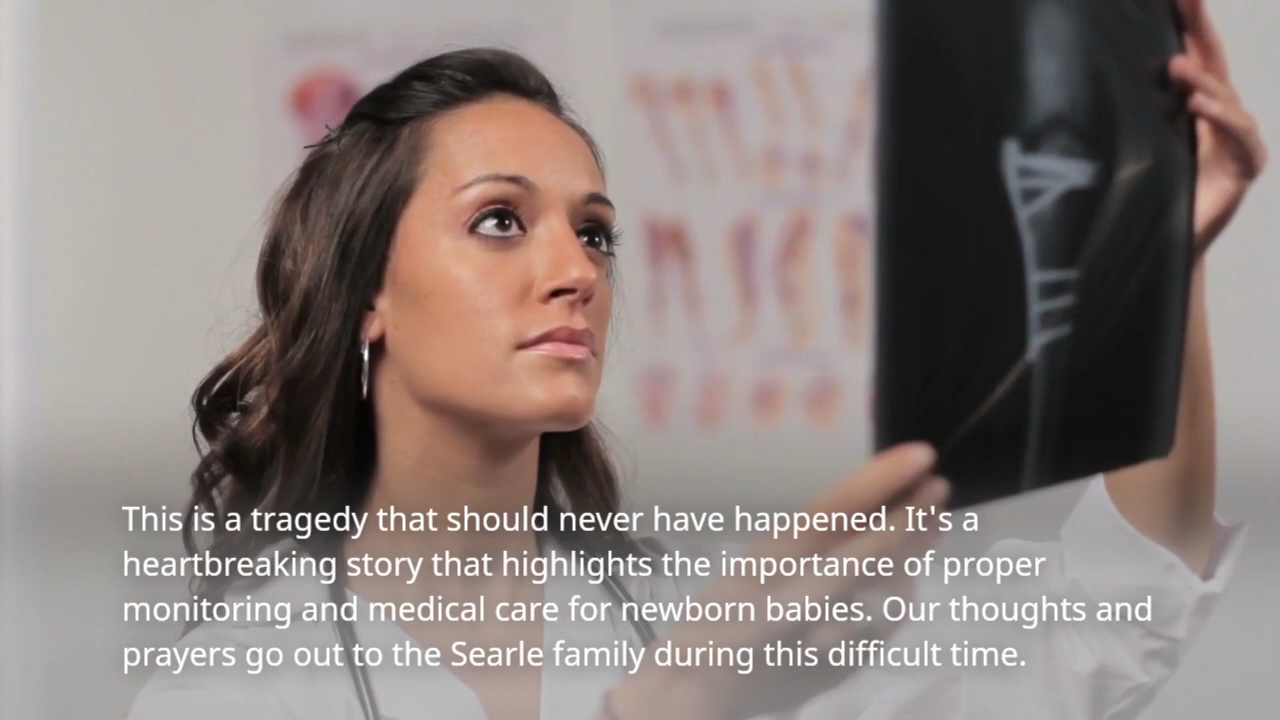 This is a tragedy that should never have happened. It's a
heartbreaking story that highlights the importance of proper
monitoring and medical care for newborn babies. Our thoughts and
prayers go out to the Searle family during this difficult time.